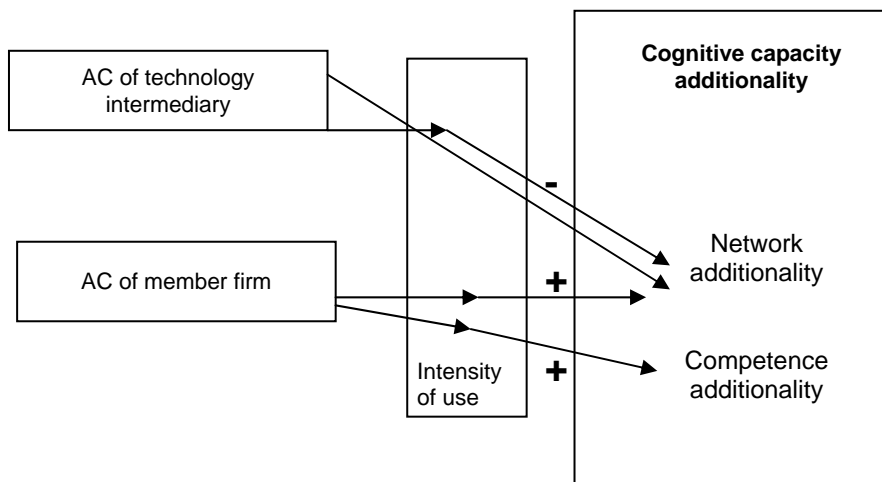 Cognitive capacity
additionality
AC of technology
intermediary
-
Network
additionality
AC of member firm
+
Competence
additionality
+
Intensity
of use